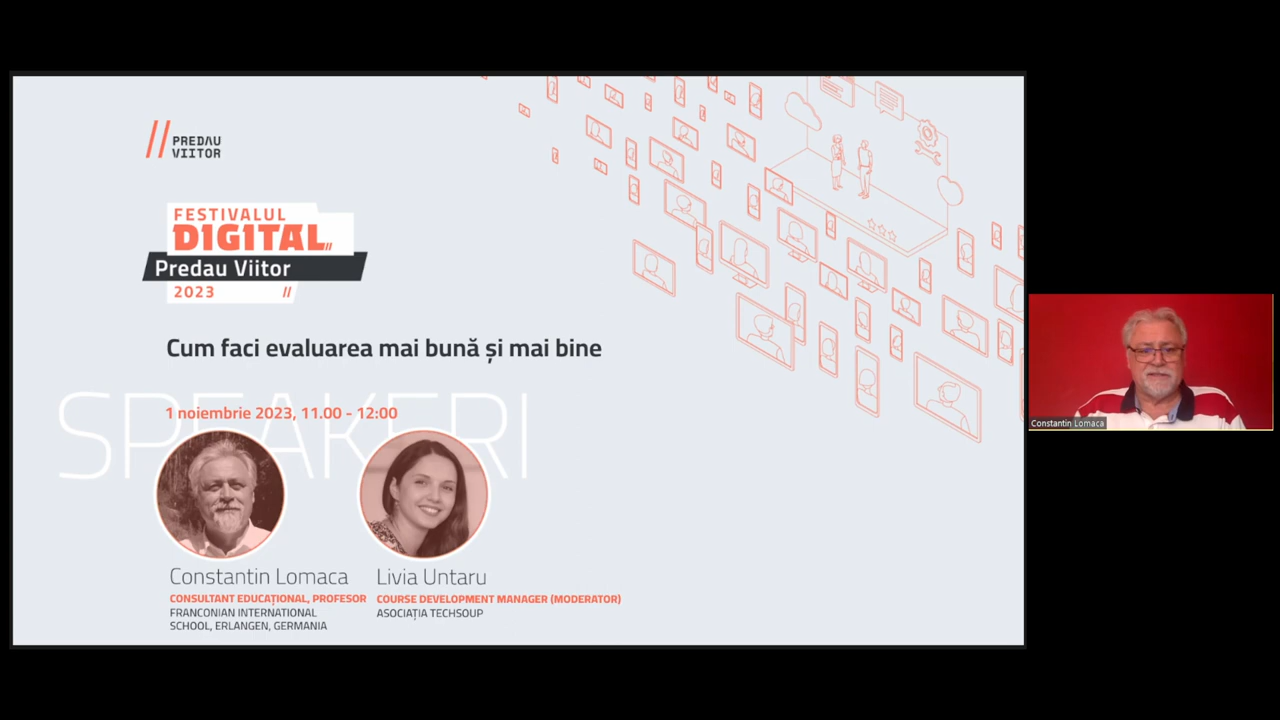 PREDAU
VIITOR
FESTIVALUL
DIGITAL//
Predau Viitor
2023 //
Cum faci evaluarea mai bună și mai bine
SPEAKERI
1 noiembrie 2023, 11.00 - 12:00
Constantin Lomaca
CONSULTANT EDUCAȚIONAL, PROFESOR
FRANCONIAN INTERNATIONAL
SCHOOL, ERLANGEN, GERMANIA
Livia Untaru
COURSE DEVELOPMENT MANAGER (MODERATOR)
ASOCIAȚIA TECHSOUP
Constantin Lomaca